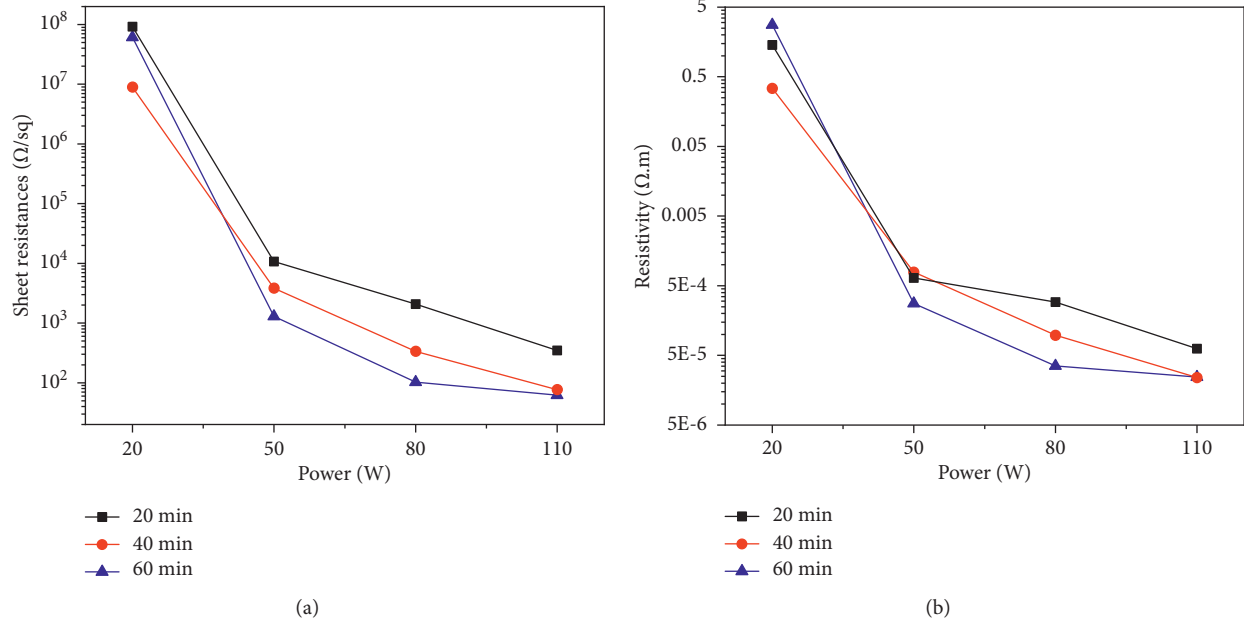 10⁸
10⁷
10⁶
10⁵
10⁴
10³
10²
Sheet resistances (Ω/sq)
20 50 80 110
Power (W)
20 min
40 min
60 min
(a)
5
0.5
0.05
0.005
5E-4
5E-5
5E-6
Resistivity (Ω.m)
20 50 80 110
Power (W)
20 min
40 min
60 min
(b)